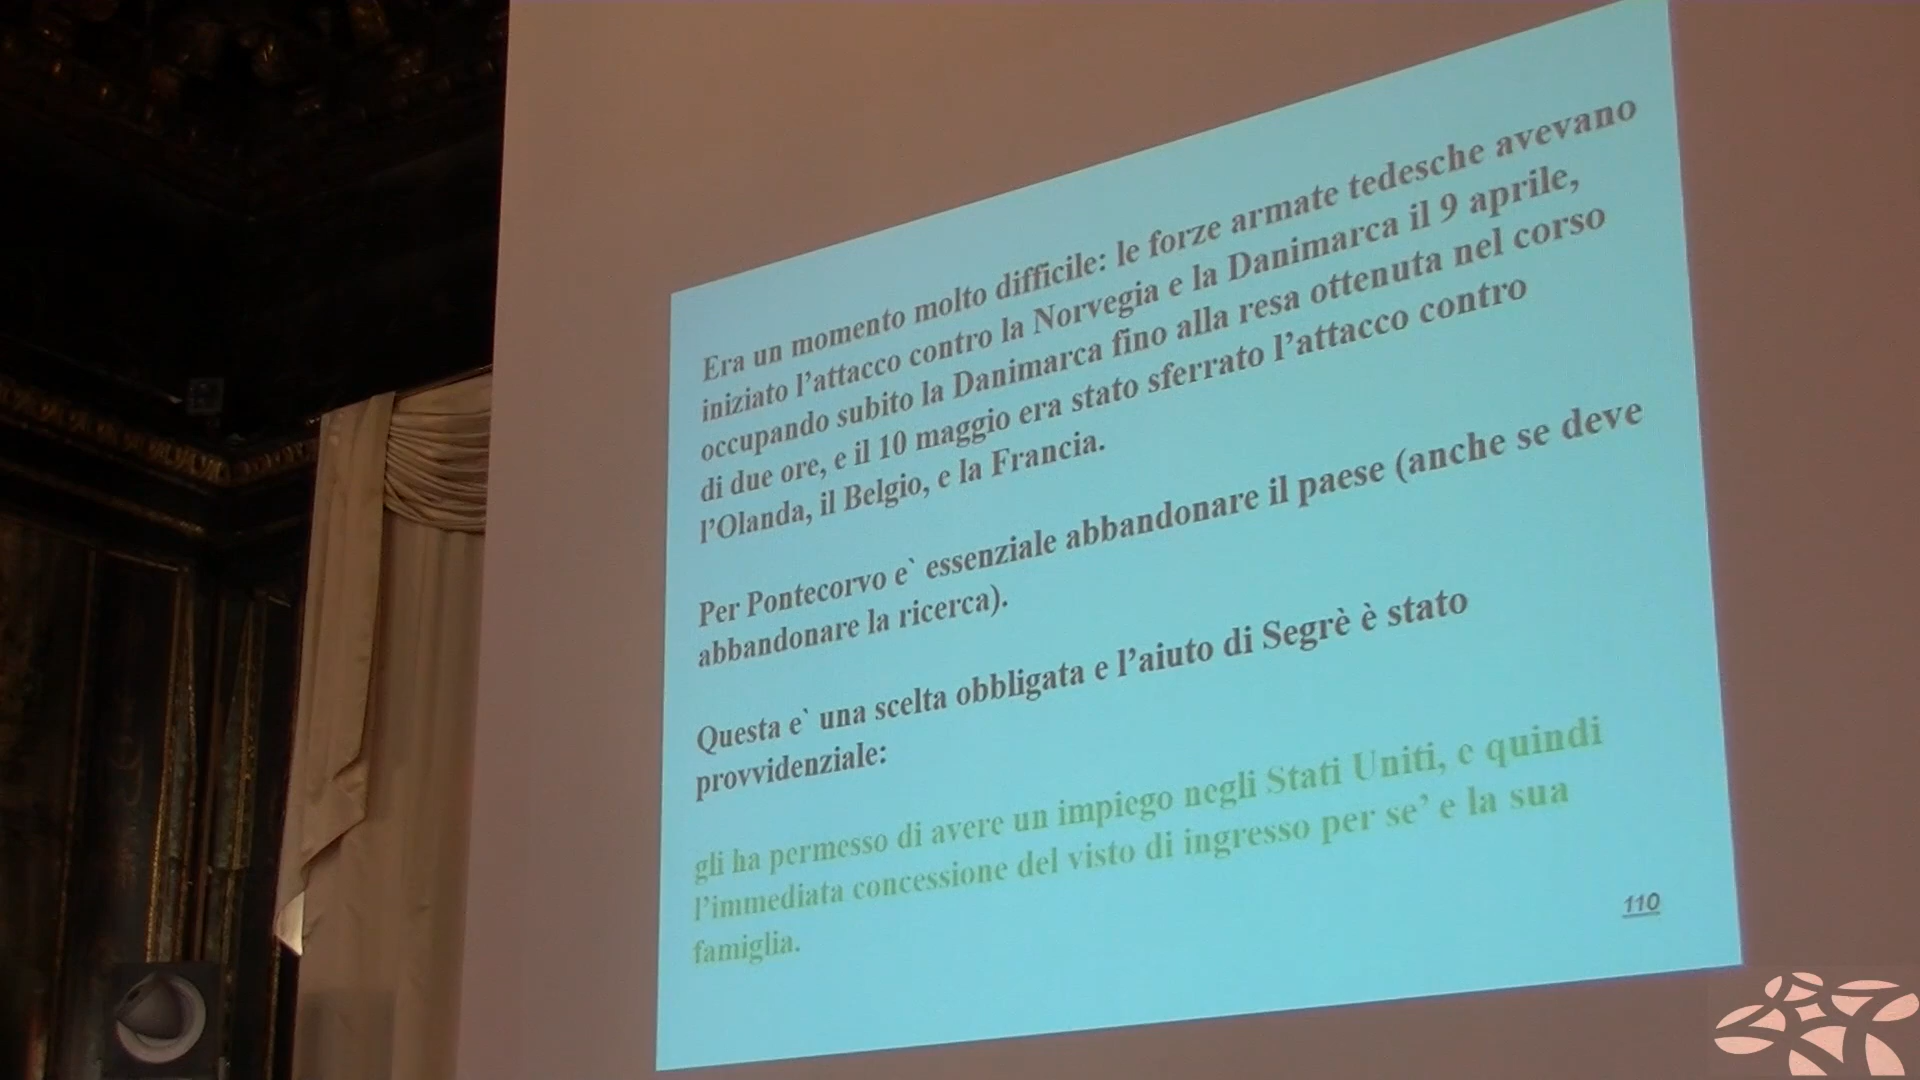 Era un momento molto difficile: le forze armate tedesche avevano
iniziato l’attacco contro la Norvegia e la Danimarca il 9 aprile,
occupando subito la Danimarca fino alla resa ottenuta nel corso
di due ore, e il 10 maggio era stato sferrato l’attacco contro
l’Olanda, il Belgio, e la Francia.
Per Pontecorvo e` essenziale abbandonare il paese (anche se deve
abbandonare la ricerca).
Questa e` una scelta obbligata e l’aiuto di Segrè è stato
provvidenziale:
gli ha permesso di avere un impiego negli Stati Uniti, e quindi
l’immediata concessione del visto di ingresso per se’ e la sua
famiglia.
110